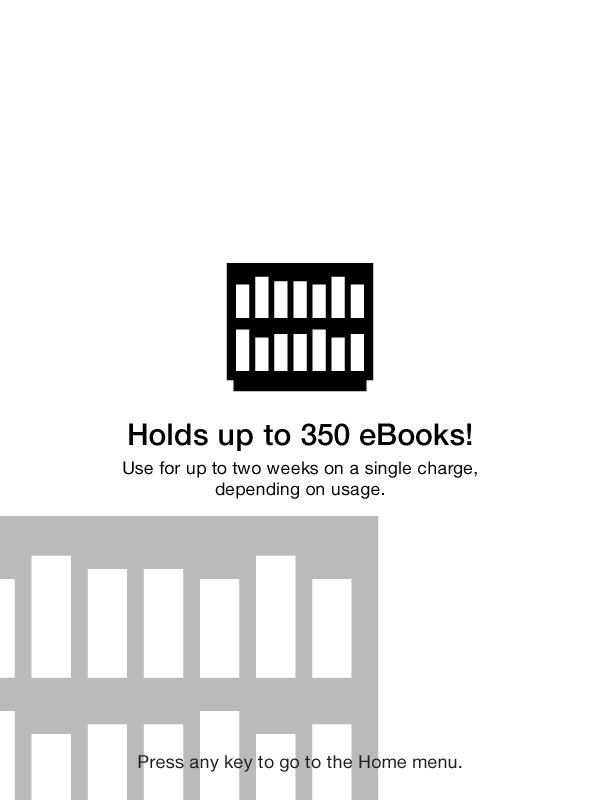 Holds up to 350 eBooks!
Use for up to two weeks on a single charge,
depending on usage.
Press any key to go to the Home menu.